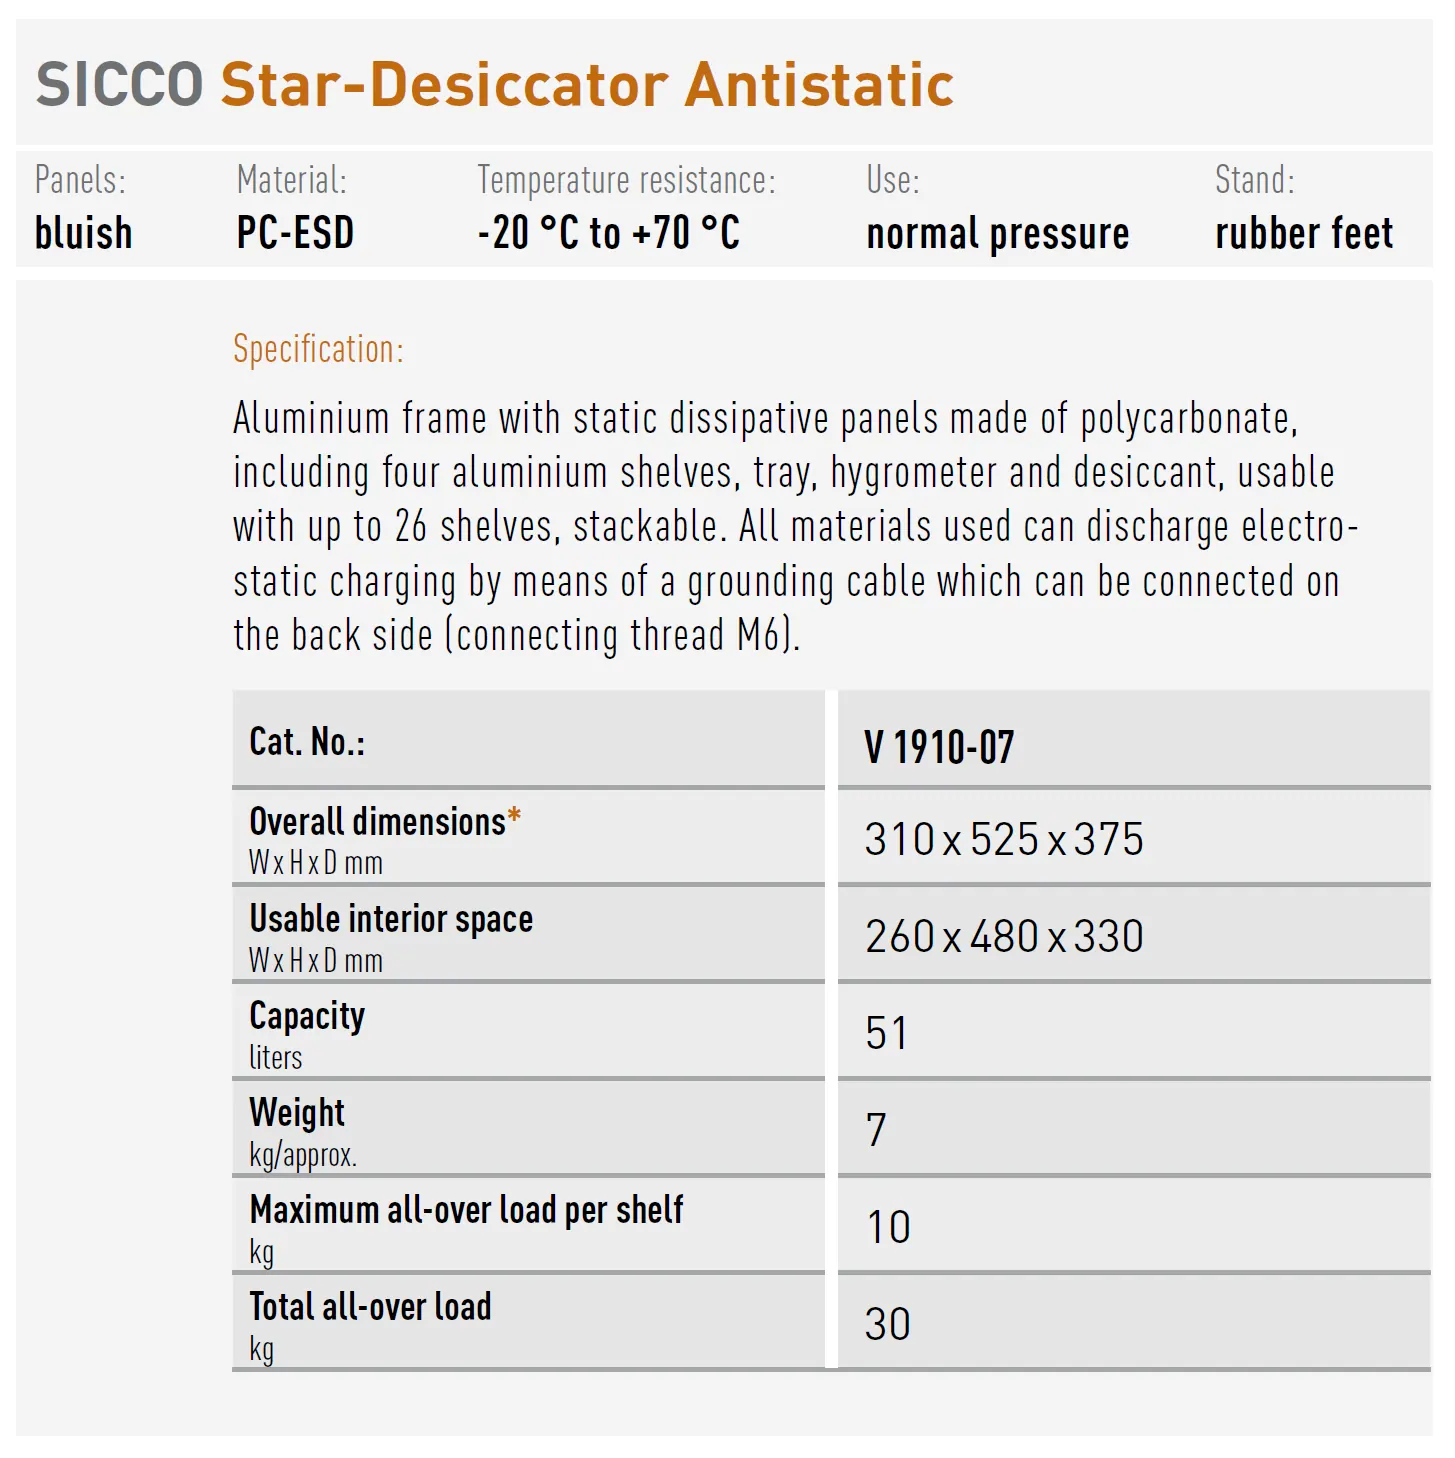 SICCO Star-Desiccator Antistatic
Panels: Material: Temperature resistance: Use: Stand:
bluish PC-ESD -20 °C to +70 °C normal pressure rubber feet
Specification:
Aluminium frame with static dissipative panels made of polycarbonate,
including four aluminium shelves, tray, hygrometer and desiccant, usable
with up to 26 shelves, stackable. All materials used can discharge electro-
static charging by means of a grounding cable which can be connected on
the back side (connecting thread M6).
Cat. No.: V 1910-07
Overall dimensions*
W x H x D mm 310 x 525 x 375
Usable interior space
W x H x D mm 260 x 480 x 330
Capacity
liters 51
Weight
kg/approx. 7
Maximum all-over load per shelf
kg 10
Total all-over load
kg 30